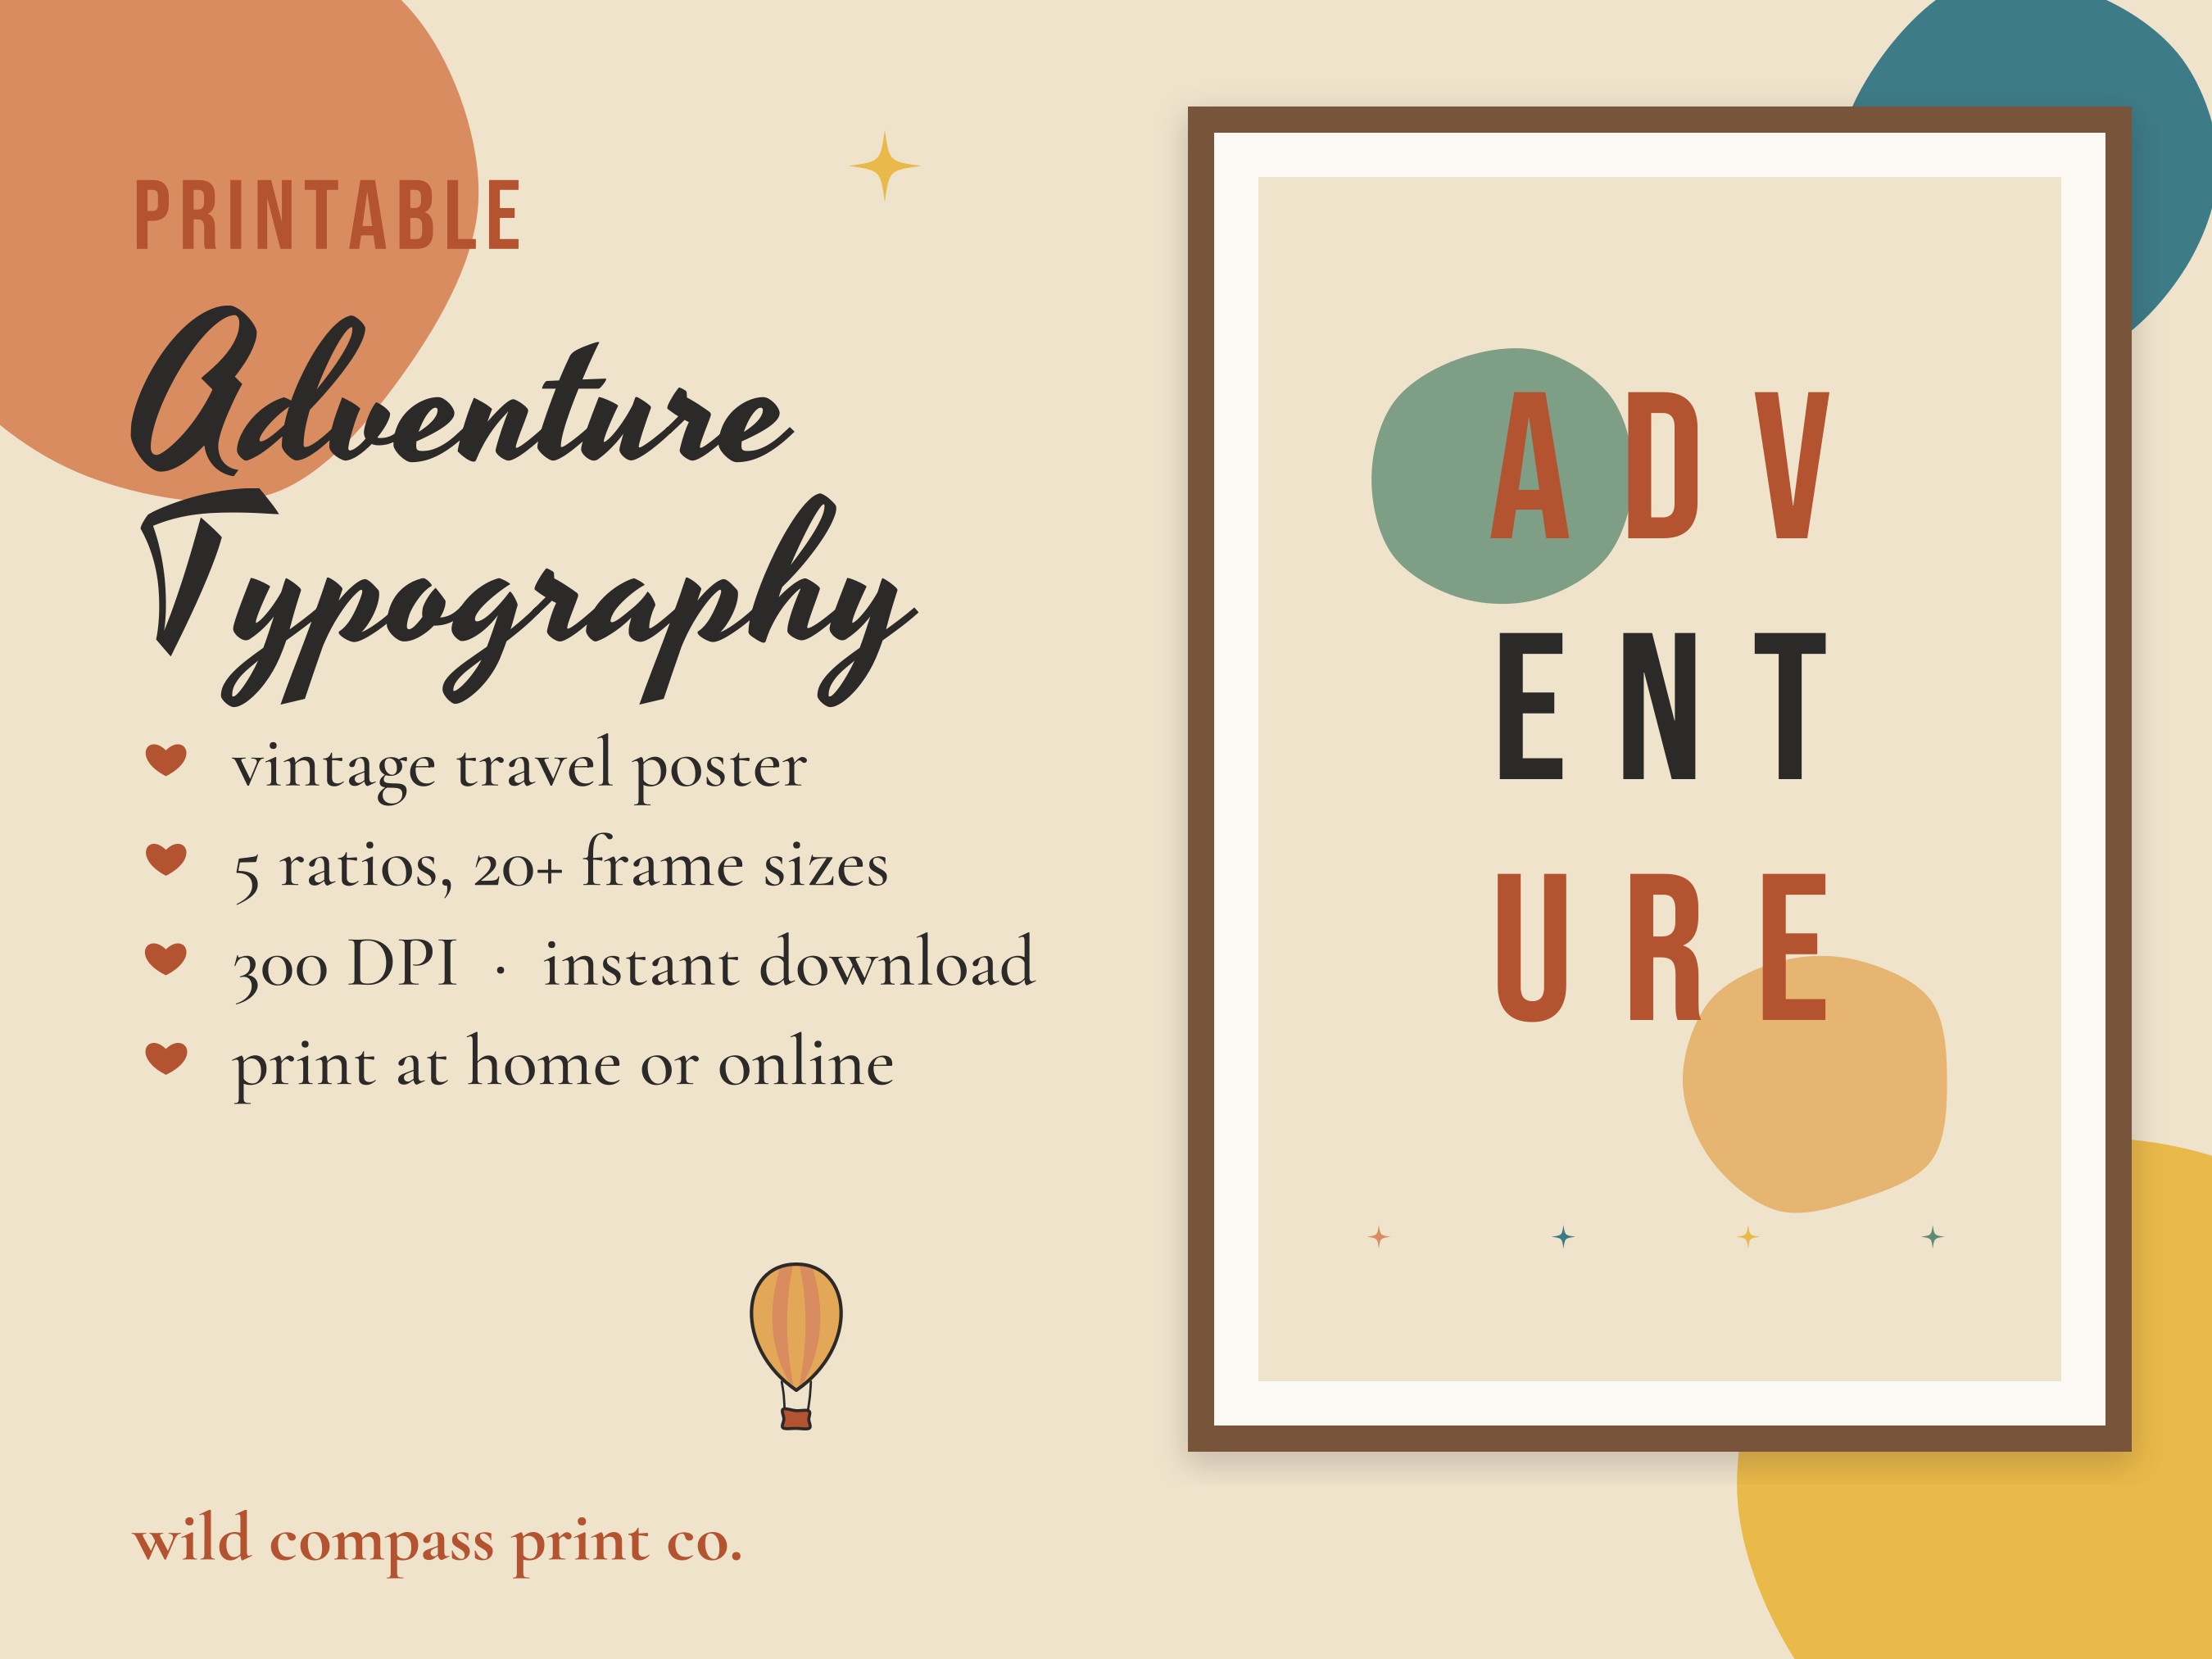 PRINTABLE
Adventure
Typography
vintage travel poster
5 ratios, 20+ frame sizes
300 DPI · instant download
print at home or online
wild compass print co.
ADV
ENT
URE